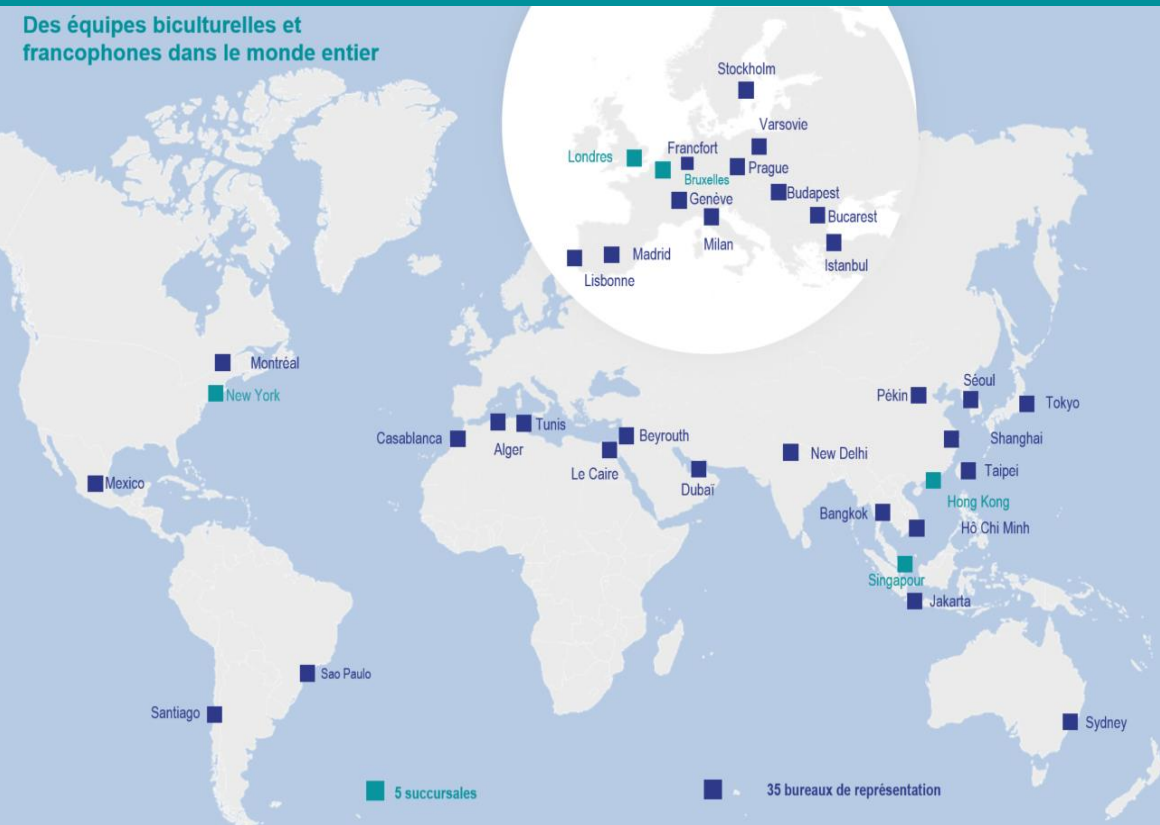 Des équipes biculturelles et
francophones dans le monde entier
Stockholm
Varsovie
Londres
Francfort
Bruxelles
Prague
Genève
Budapest
Bucarest
Milan
Madrid
Istanbul
Lisbonne
Montréal
New York
Mexico
Casablanca
Alger
Tunis
Le Caire
Beyrouth
Dubaï
New Delhi
Pékin
Séoul
Tokyo
Shanghai
Taipei
Hong Kong
Bangkok
Hô Chi Minh
Singapour
Jakarta
Sao Paulo
Santiago
Sydney
5 succursales
35 bureaux de représentation